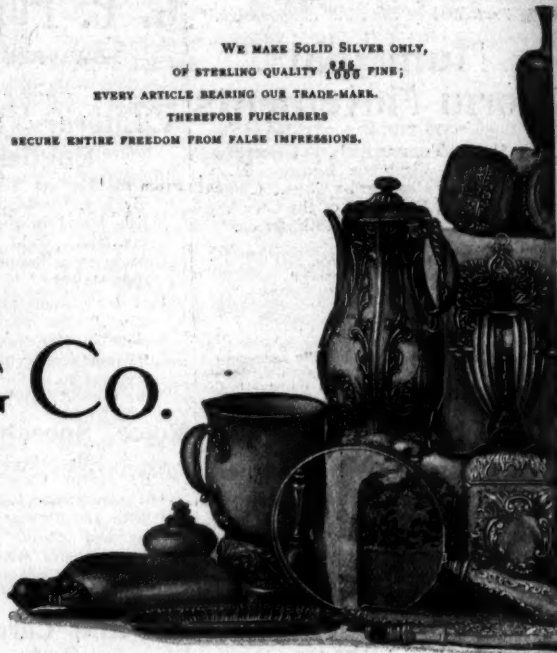 WE MAKE SOLID SILVER ONLY,
OF STERLING QUALITY 925/1000 FINE;
EVERY ARTICLE BEARING OUR TRADE-MARK.
THEREFORE PURCHASERS
SECURE ENTIRE FREEDOM FROM FALSE IMPRESSIONS.
G Co.